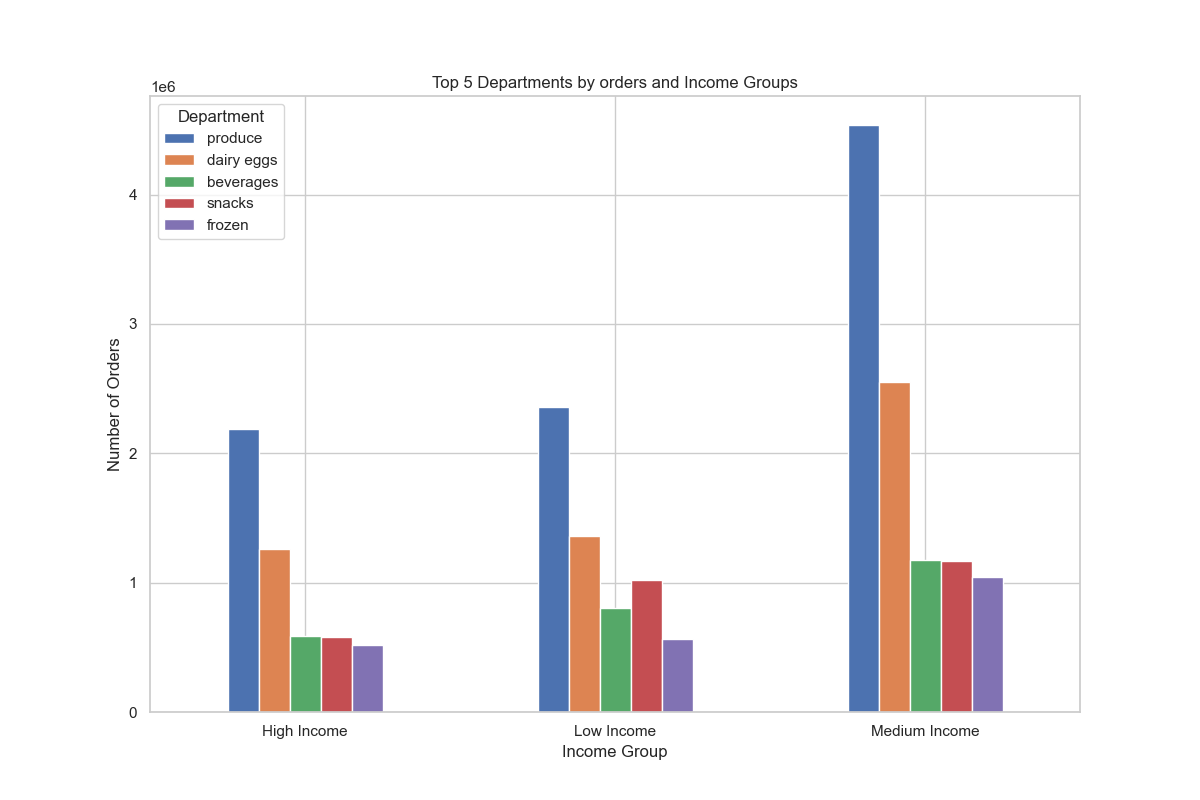 Top 5 Departments by orders and Income Groups
1e6
Department
produce
dairy eggs
beverages
snacks
frozen
4
3
2
1
0
Number of Orders
High Income
Low Income
Medium Income
Income Group